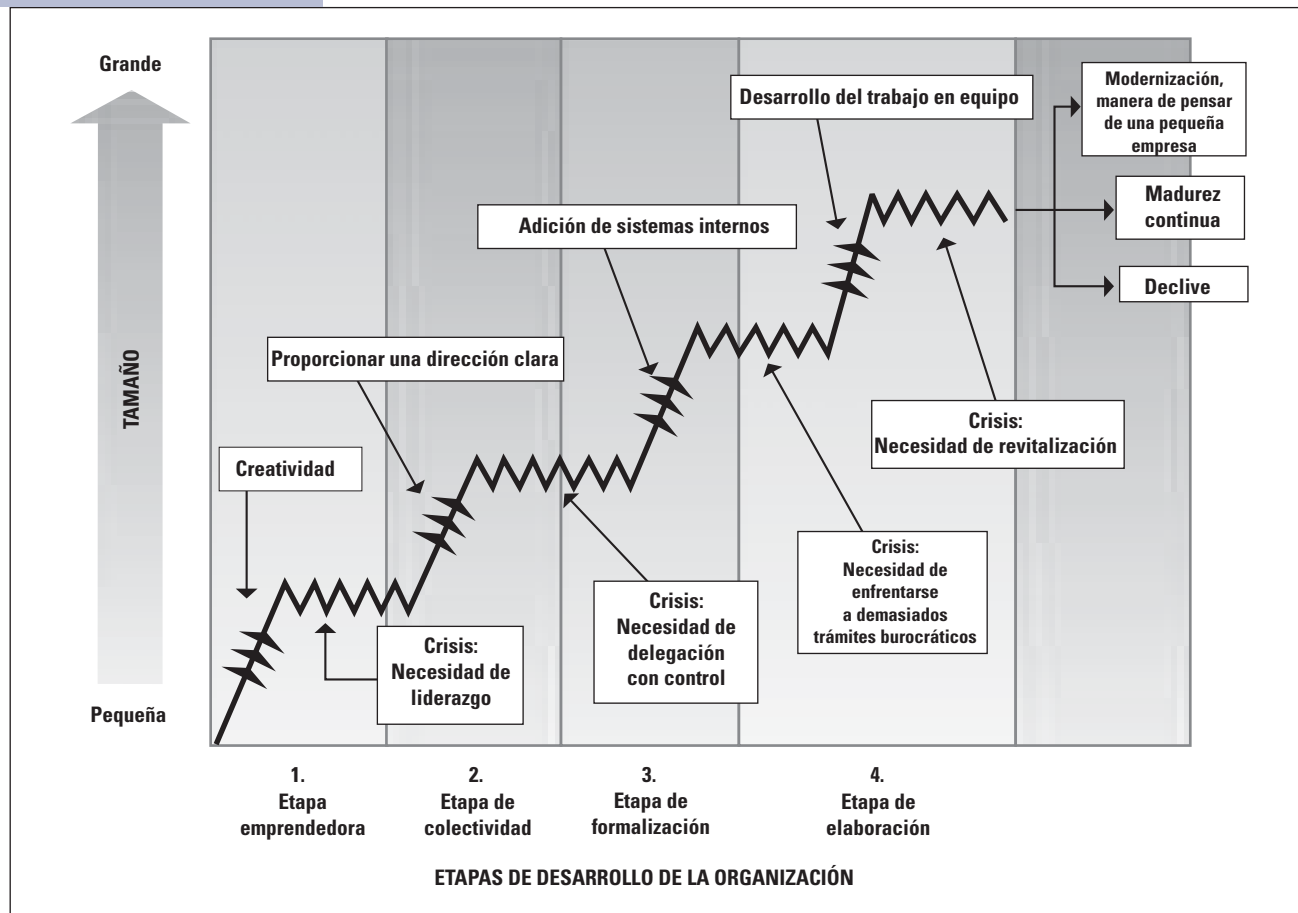 Grande
TAMAÑO
Pequeña
Creatividad
Crisis:
Necesidad de
liderazgo
Proporcionar una dirección clara
Crisis:
Necesidad de
delegación
con control
Adición de sistemas internos
Crisis:
Necesidad de
enfrentarse
a demasiados
trámites burocráticos
Desarrollo del trabajo en equipo
Crisis:
Necesidad de revitalización
Modernización,
manera de pensar
de una pequeña
empresa
Madurez
continua
Declive
1.
Etapa
emprendedora
2.
Etapa de
colectividad
3.
Etapa de
formalización
4.
Etapa de
elaboración
ETAPAS DE DESARROLLO DE LA ORGANIZACIÓN